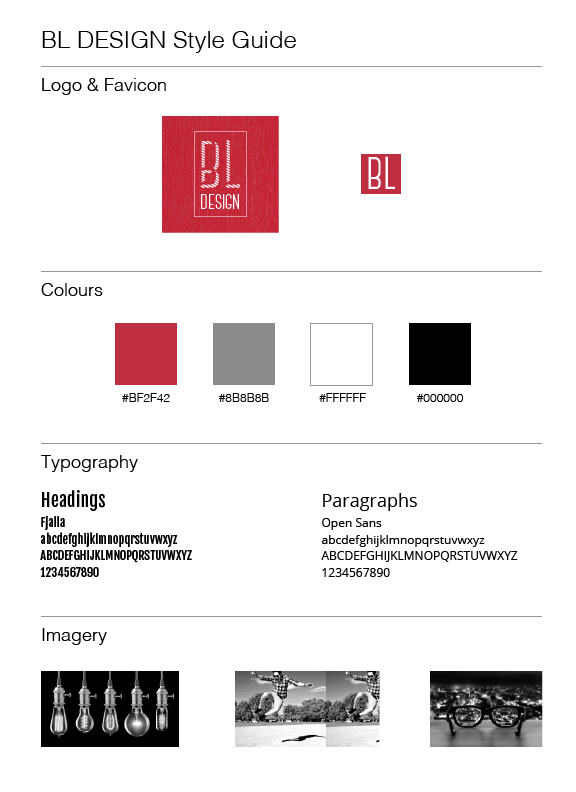 BL DESIGN Style Guide
Logo & Favicon
BL
DESIGN
BL
Colours
#BF2F42
#8B8B8B
#FFFFFF
#000000
Typography
Headings
Fjalla
abcdefghijklmnopqrstuvwxyz
ABCDEFGHIJKLMNOPQRSTUVWXYZ
1234567890
Paragraphs
Open Sans
abcdefghijklmnopqrstuvwxyz
ABCDEFGHIJKLMNOPQRSTUVWXYZ
1234567890
Imagery